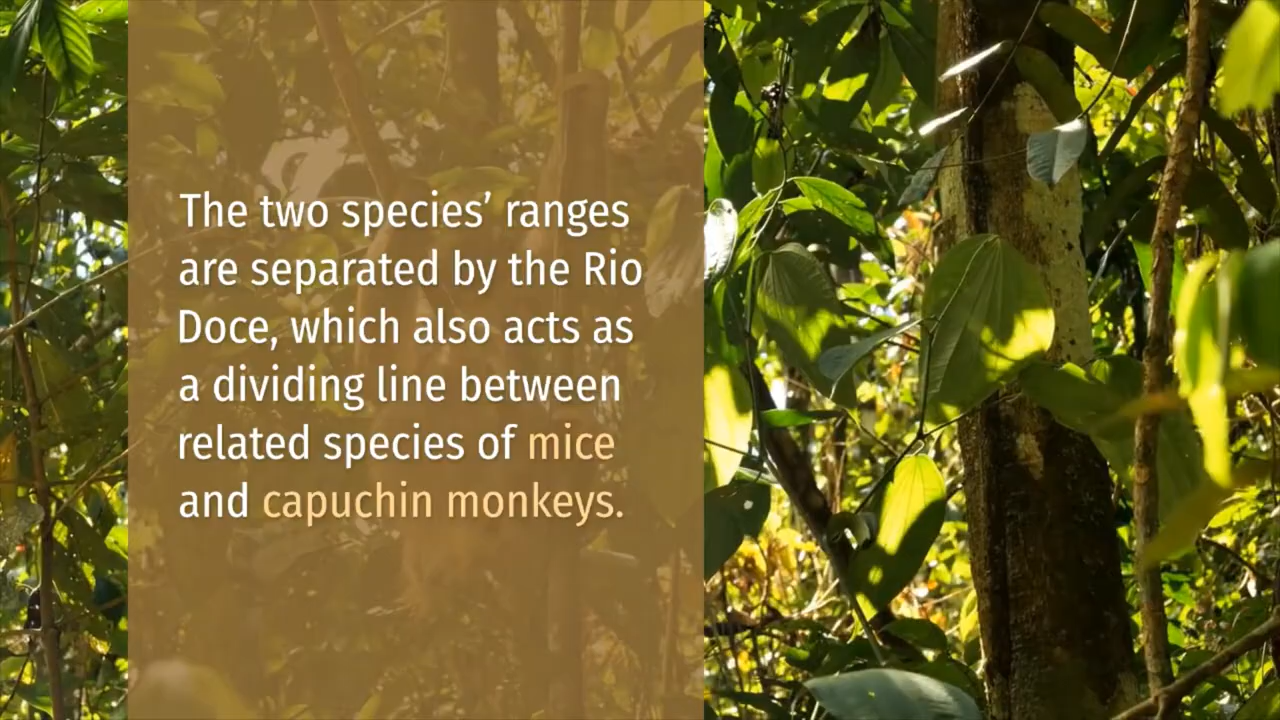 The two species’ ranges
are separated by the Rio
Doce, which also acts as
a dividing line between
related species of mice
and capuchin monkeys.